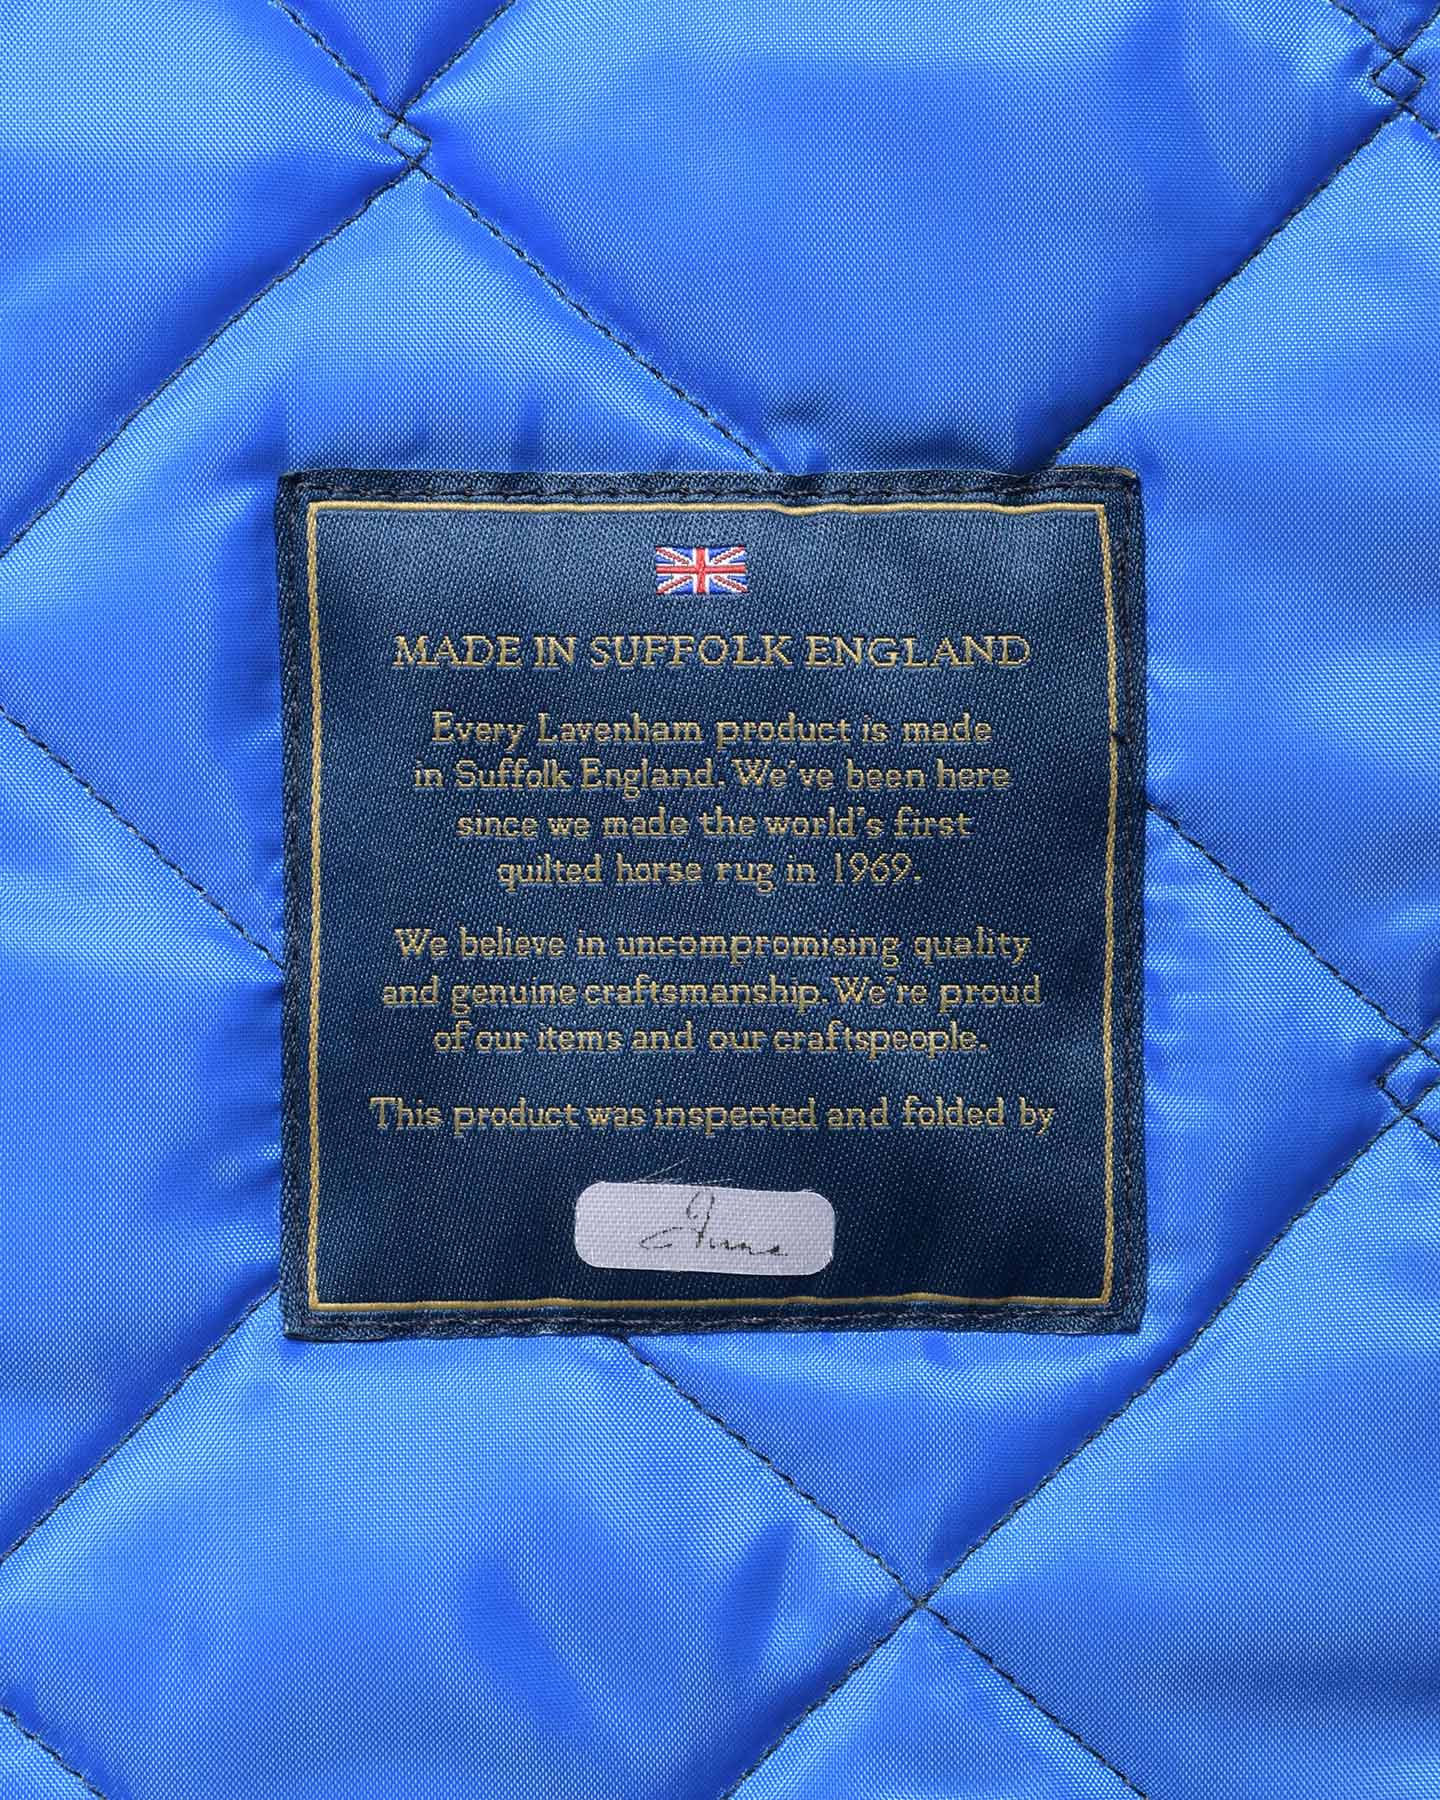 MADE IN SUFFOLK ENGLAND
Every Lavenham product is made
in Suffolk England. We've been here
since we made the world's first
quilted horse rug in 1969.
We believe in uncompromising quality
and genuine craftsmanship. We're proud
of our items and our craftspeople.
This product was inspected and folded by